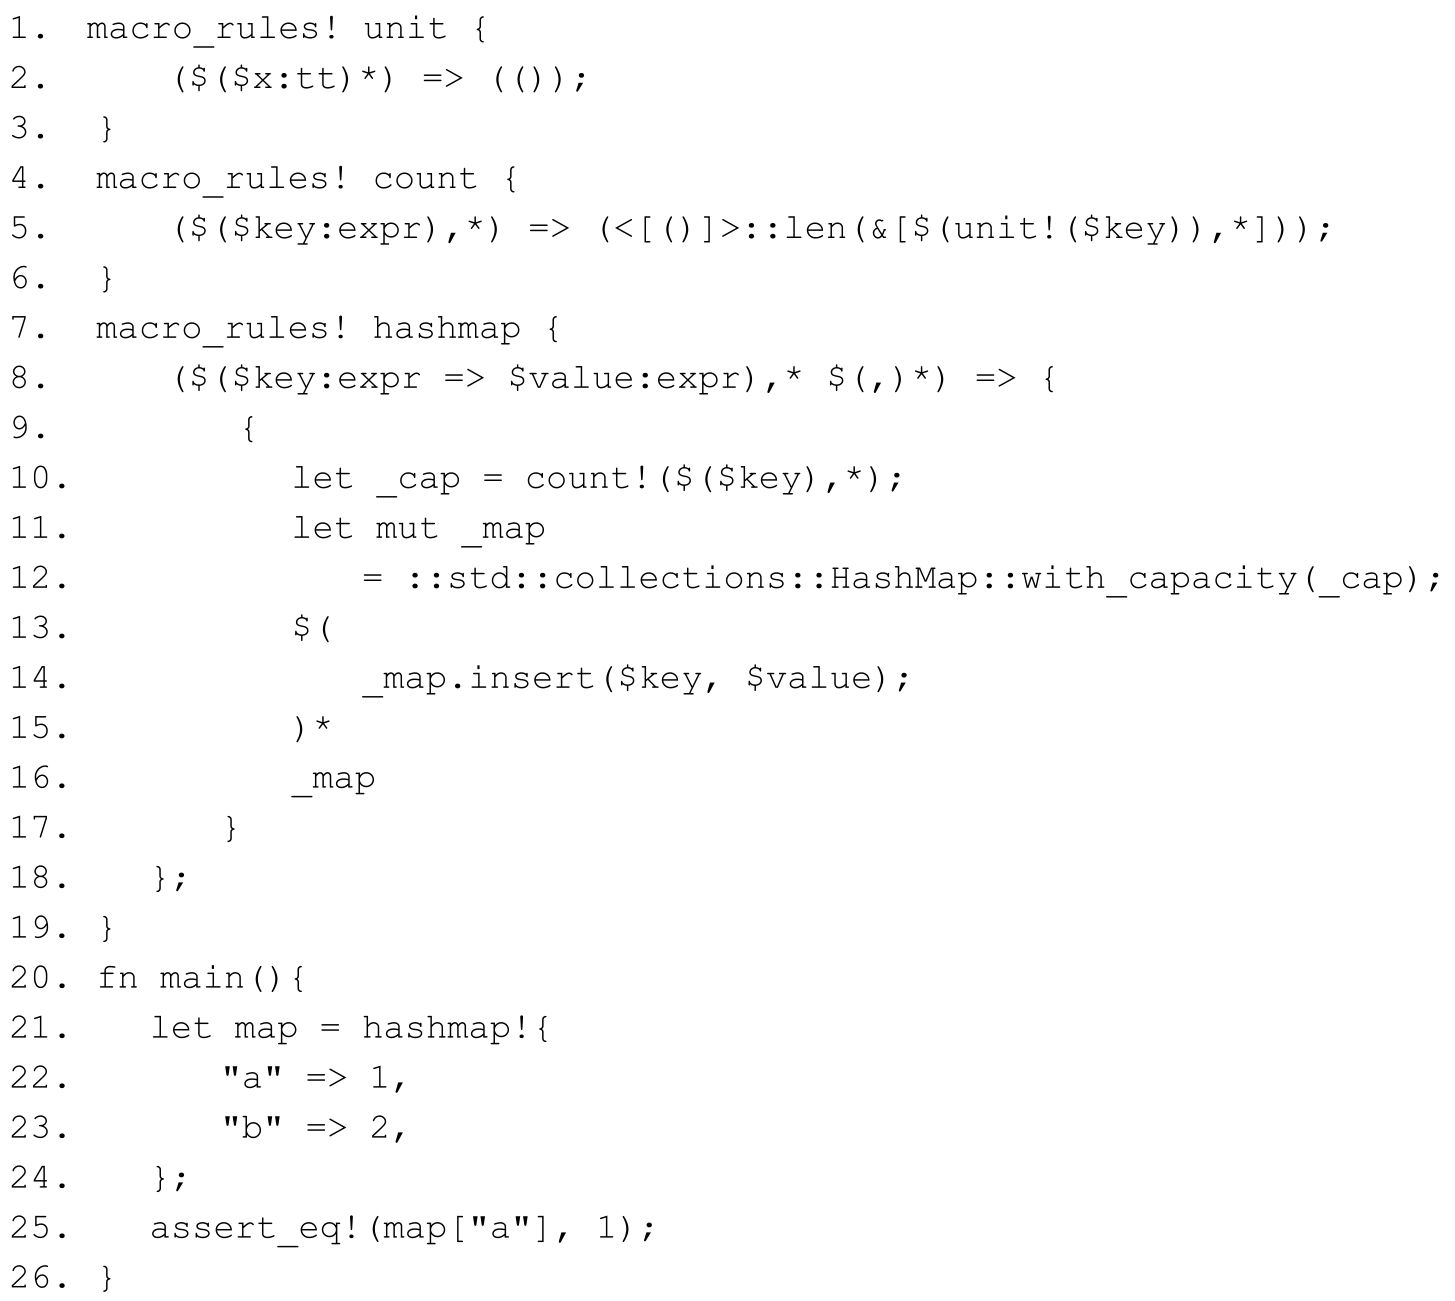 1. macro_rules! unit {
2.     ($($x:tt)*) => (());
3. }
4. macro_rules! count {
5.     ($($key:expr),*) => (<[()]>::len(&[$(unit!($key)),*]));
6. }
7. macro_rules! hashmap {
8.     ($($key:expr => $value:expr),* $(,)*) => {
9.         {
10.            let _cap = count!($($key),*);
11.            let mut _map
12.                = ::std::collections::HashMap::with_capacity(_cap);
13.            $(
14.                _map.insert($key, $value);
15.            )*
16.            _map
17.        }
18.    };
19. }
20. fn main(){
21.    let map = hashmap!{
22.        "a" => 1,
23.        "b" => 2,
24.    };
25.    assert_eq!(map["a"], 1);
26. }